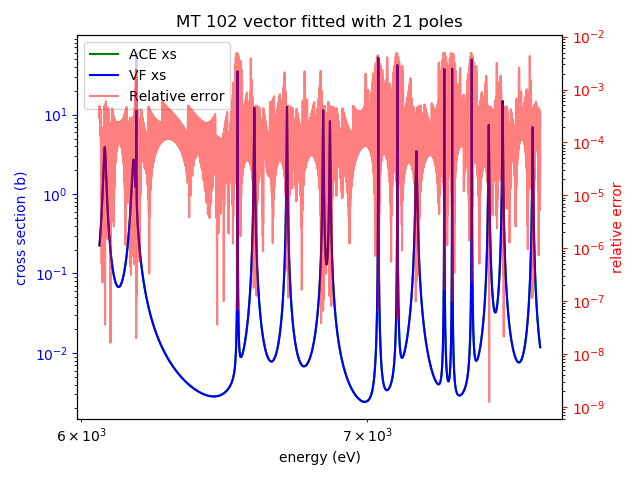 MT 102 vector fitted with 21 poles
ACE xs
VF xs
Relative error
cross section (b)
10¹
10⁰
10⁻¹
10⁻²
10⁻²
10⁻³
10⁻⁴
10⁻⁵
10⁻⁶
10⁻⁷
10⁻⁸
10⁻⁹
relative error
6 × 10³
7 × 10³
energy (eV)